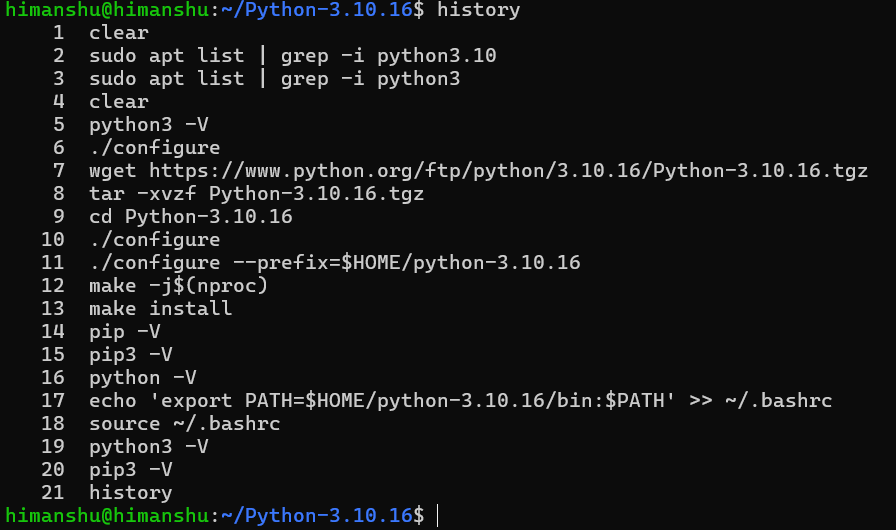 himanshu@himanshu:~/Python-3.10.16$ history
1 clear
2 sudo apt list | grep -i python3.10
3 sudo apt list | grep -i python3
4 clear
5 python3 -V
6 ./configure
7 wget https://www.python.org/ftp/python/3.10.16/Python-3.10.16.tgz
8 tar -xvzf Python-3.10.16.tgz
9 cd Python-3.10.16
10 ./configure
11 ./configure --prefix=$HOME/python-3.10.16
12 make -j$(nproc)
13 make install
14 pip -V
15 pip3 -V
16 python -V
17 echo 'export PATH=$HOME/python-3.10.16/bin:$PATH' >> ~/.bashrc
18 source ~/.bashrc
19 python3 -V
20 pip3 -V
21 history
himanshu@himanshu:~/Python-3.10.16$